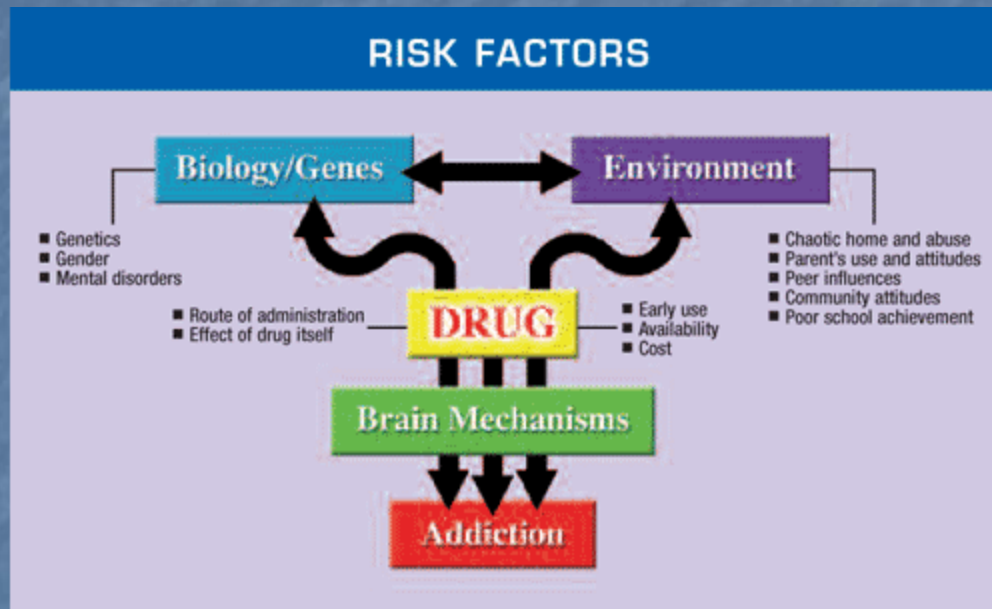 RISK FACTORS
Biology/Genes
Environment
■ Genetics
■ Gender
■ Mental disorders
■ Chaotic home and abuse
■ Parent's use and attitudes
■ Peer influences
■ Community attitudes
■ Poor school achievement
■ Route of administration
■ Effect of drug itself
DRUG
■ Early use
■ Availability
■ Cost
Brain Mechanisms
Addiction